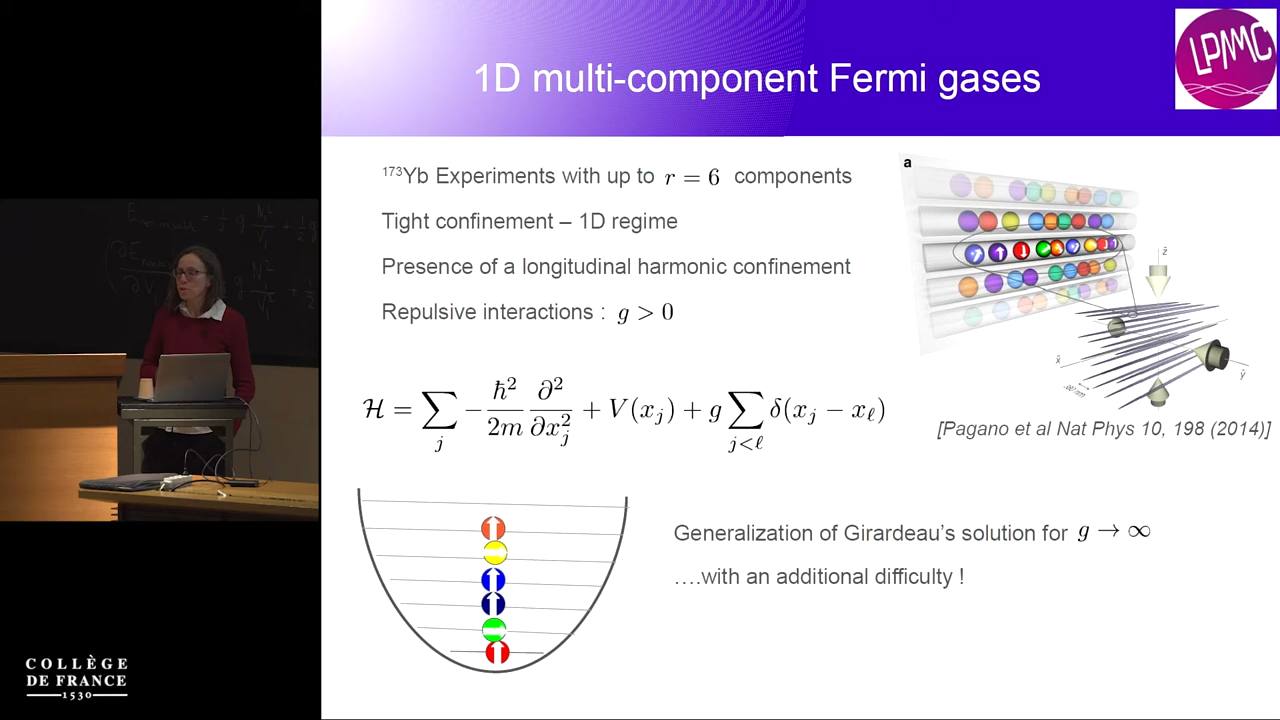 1D multi-component Fermi gases
LPMMC
¹⁷³Yb Experiments with up to r = 6 components
Tight confinement – 1D regime
Presence of a longitudinal harmonic confinement
Repulsive interactions : g > 0
a
ẑ
x̂
ŷ
ℋ = ∑_j − ħ²/2m ∂²/∂x_j² + V(x_j) + g ∑_{j<ℓ} δ(x_j − x_ℓ)
[Pagano et al Nat Phys 10, 198 (2014)]
Generalization of Girardeau's solution for g → ∞
....with an additional difficulty !
COLLÈGE
DE FRANCE
1530